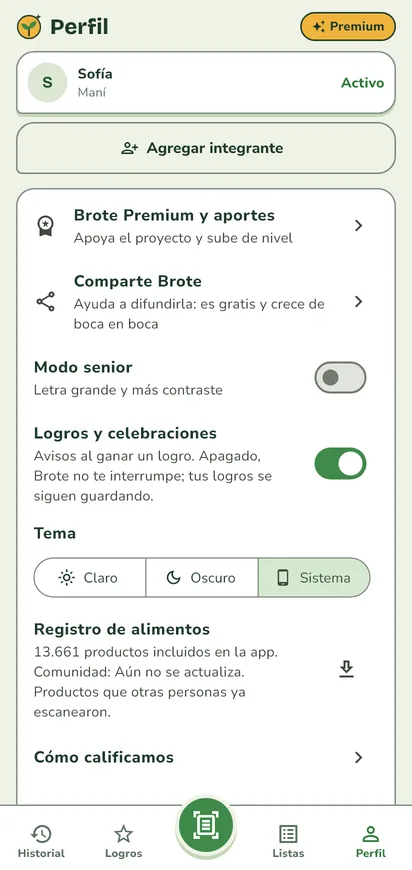 Perfil
Premium
S
Sofía
Maní
Activo
Agregar integrante
Brote Premium y aportes
Apoya el proyecto y sube de nivel
Comparte Brote
Ayuda a difundirla: es gratis y crece de
boca en boca
Modo senior
Letra grande y más contraste
Logros y celebraciones
Avisos al ganar un logro. Apagado,
Brote no te interrumpe; tus logros se
siguen guardando.
Tema
Claro
Oscuro
Sistema
Registro de alimentos
13.661 productos incluidos en la app.
Comunidad: Aún no se actualiza.
Productos que otras personas ya
escanearon.
Cómo calificamos
Historial
Logros
Listas
Perfil